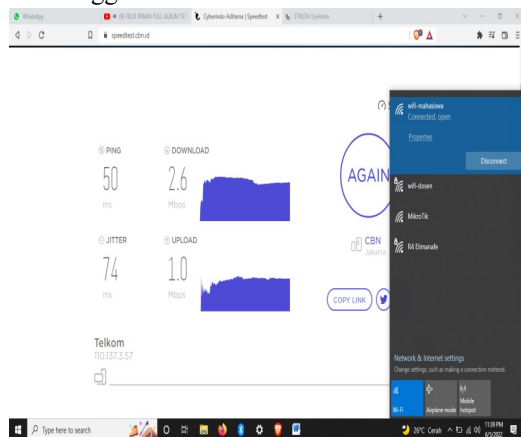 WhatsApp
(9) FELIX IRWAN FULL ALBUM TE
Cyberindo Aditama | Speedtest
STIKOM Uyelindo
speedtest.cbn.id
wifi-mahasiswa
Connected, open
Properties
Disconnect
PING
DOWNLOAD
50
2.6
ms
Mbps
AGAIN
wifi-dosen
MikroTik
JITTER
UPLOAD
CBN
Jakarta
R4 Elimanafe
74
1.0
ms
Mbps
COPY LINK
Telkom
110.137.3.57
Network & Internet settings
Change settings, such as making a connection metered.
Wi-Fi
Airplane mode
Mobile
hotspot
Type here to search
26°C Cerah
11:39 PM
6/5/2022